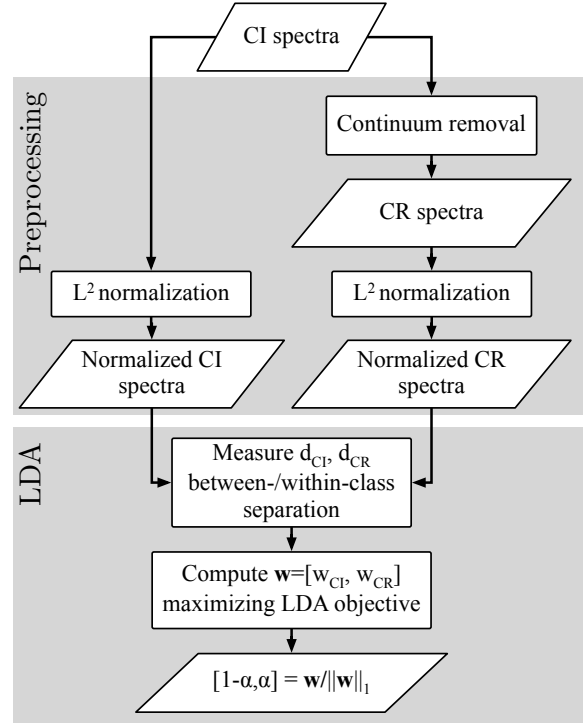 CI spectra
Preprocessing
Continuum removal
CR spectra
L² normalization
L² normalization
Normalized CI
spectra
Normalized CR
spectra
LDA
Measure d_CI, d_CR
between-/within-class
separation
Compute w=[w_CI, w_CR]
maximizing LDA objective
[1-α,α] = w/||w||₁